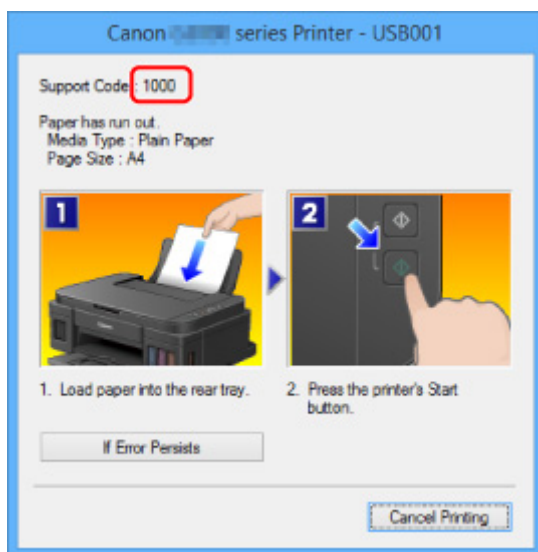 Canon series Printer - USB001
Support Code : 1000
Paper has run out.
Media Type : Plain Paper
Page Size : A4
1
2
1. Load paper into the rear tray.
2. Press the printer's Start
button.
If Error Persists
Cancel Printing